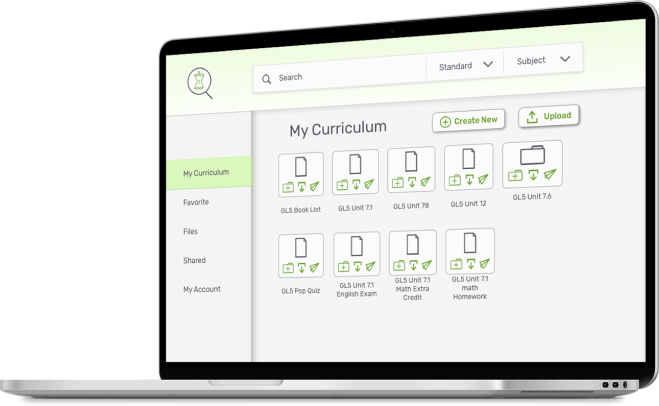 Search
Standard
Subject
My Curriculum
Create New
Upload
My Curriculum
Favorite
Files
Shared
My Account
GL5 Book List
GL5 Unit 7.1
GL5 Unit 78
GL5 Unit 12
GL5 Unit 7.6
GL5 Pop Quiz
GL5 Unit 7.1
English Exam
GL5 Unit 7.1
Math Extra
Credit
GL5 Unit 7.1
math
Homework